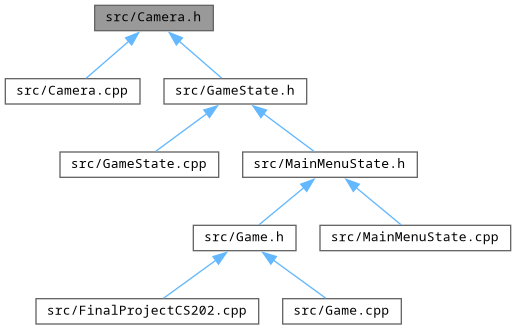 src/Camera.h
src/Camera.cpp
src/GameState.h
src/GameState.cpp
src/MainMenuState.h
src/Game.h
src/MainMenuState.cpp
src/FinalProjectCS202.cpp
src/Game.cpp